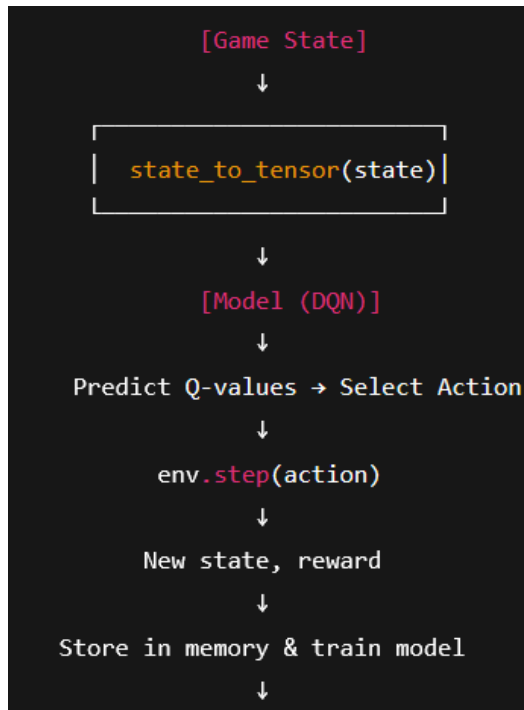 [Game State]
↓
┌─────────────────────────┐
│  state_to_tensor(state)│
└─────────────────────────┘
↓
[Model (DQN)]
↓
Predict Q-values → Select Action
↓
env.step(action)
↓
New state, reward
↓
Store in memory & train model
↓